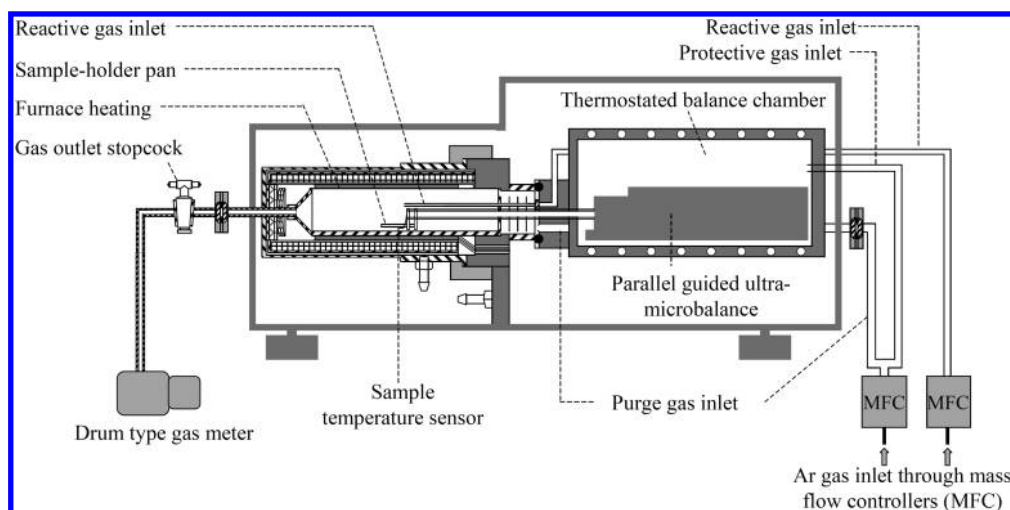 Reactive gas inlet
Sample-holder pan
Furnace heating
Gas outlet stopcock
Reactive gas inlet
Protective gas inlet
Thermostated balance chamber
Parallel guided ultra-
microbalance
Sample
temperature sensor
Purge gas inlet
Drum type gas meter
MFC
MFC
Ar gas inlet through mass
flow controllers (MFC)